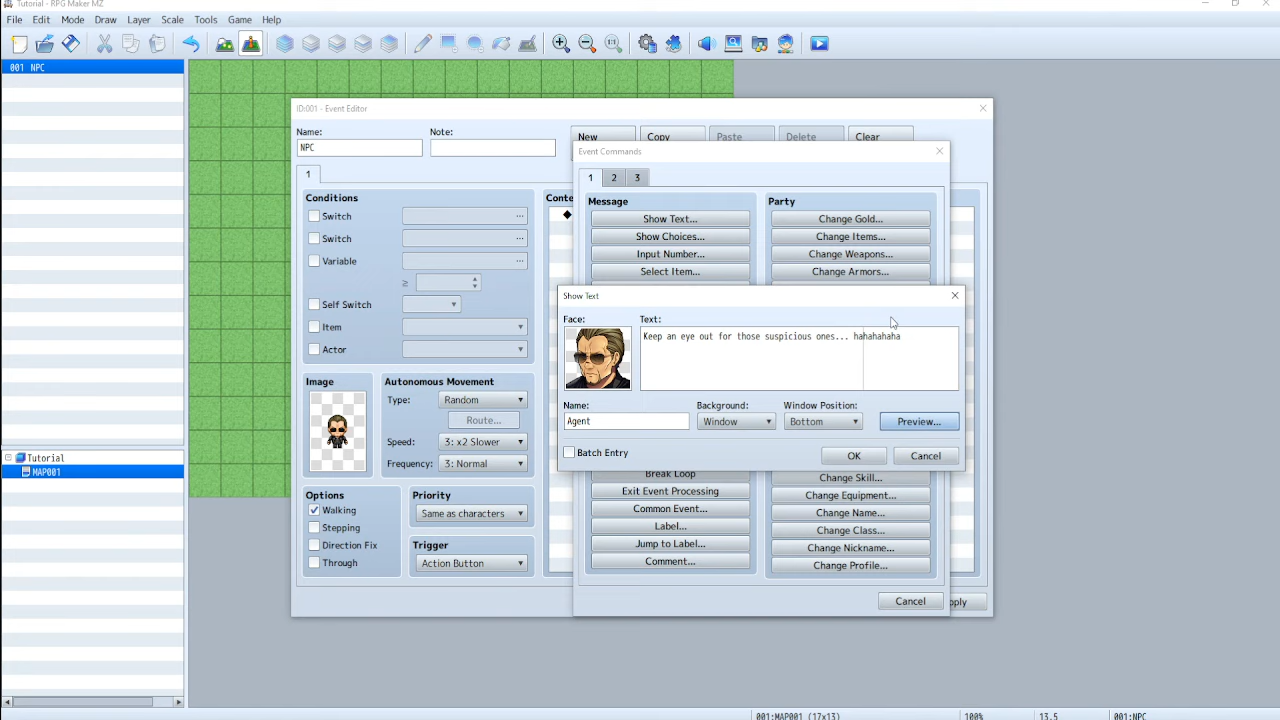 Tutorial - RPG Maker MZ
File Edit Mode Draw Layer Scale Tools Game Help
001 NPC
ID:001 - Event Editor
Name: Note:
NPC
New Copy Paste Delete Clear
Event Commands
1
1 2 3
Conditions
Conte
Message Party
Switch ...
Switch ...
Variable ...
≥
Self Switch
Item
Actor
Show Text... Change Gold...
Show Choices... Change Items...
Input Number... Change Weapons...
Select Item... Change Armors...
Show Text
Face: Text:
Keep an eye out for those suspicious ones... hahahahaha
Name: Background: Window Position:
Agent Window Bottom Preview...
Batch Entry OK Cancel
Image Autonomous Movement
Type: Random
Route...
Speed: 3: x2 Slower
Frequency: 3: Normal
Options Priority
Walking Same as characters
Stepping
Direction Fix Trigger
Through Action Button
Break Loop Change Skill...
Exit Event Processing Change Equipment...
Common Event... Change Name...
Label... Change Class...
Jump to Label... Change Nickname...
Comment... Change Profile...
Cancel pply
Tutorial
MAP001
001:MAP001 (17x13) 100% 13,5 001:NPC